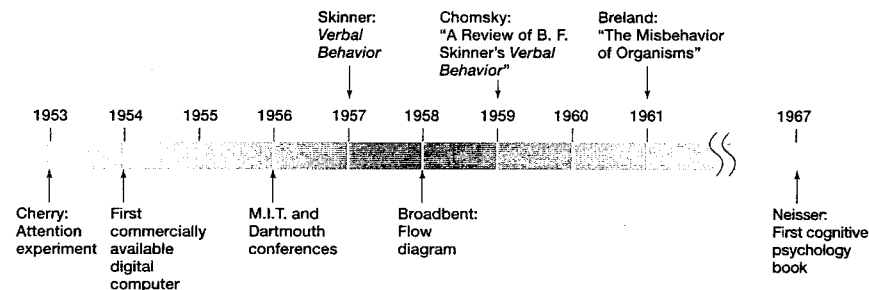 Skinner:
Verbal
Behavior
Chomsky:
“A Review of B. F.
Skinner’s Verbal
Behavior”
Breland:
“The Misbehavior
of Organisms”
1953 1954 1955 1956 1957 1958 1959 1960 1961 1967
Cherry:
Attention
experiment
First
commercially
available
digital
computer
M.I.T. and
Dartmouth
conferences
Broadbent:
Flow
diagram
Neisser:
First cognitive
psychology
book